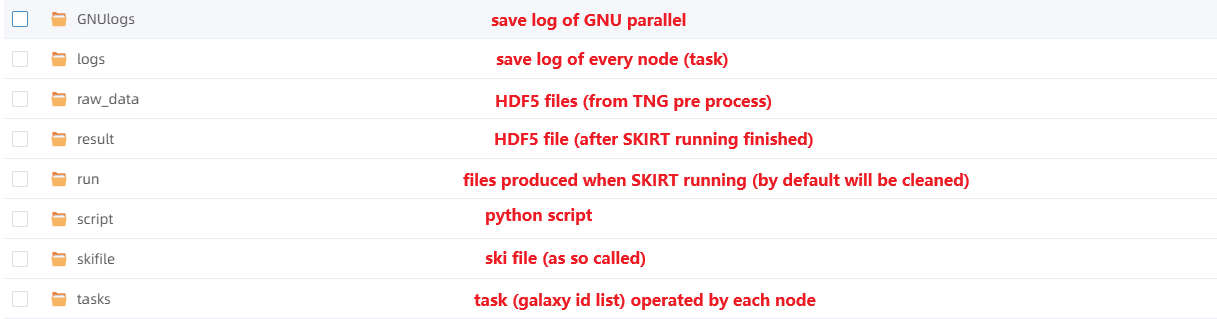 GNUlogs save log of GNU parallel
logs save log of every node (task)
raw_data HDF5 files (from TNG pre process)
result HDF5 file (after SKIRT running finished)
run files produced when SKIRT running (by default will be cleaned)
script python script
skifile ski file (as so called)
tasks task (galaxy id list) operated by each node